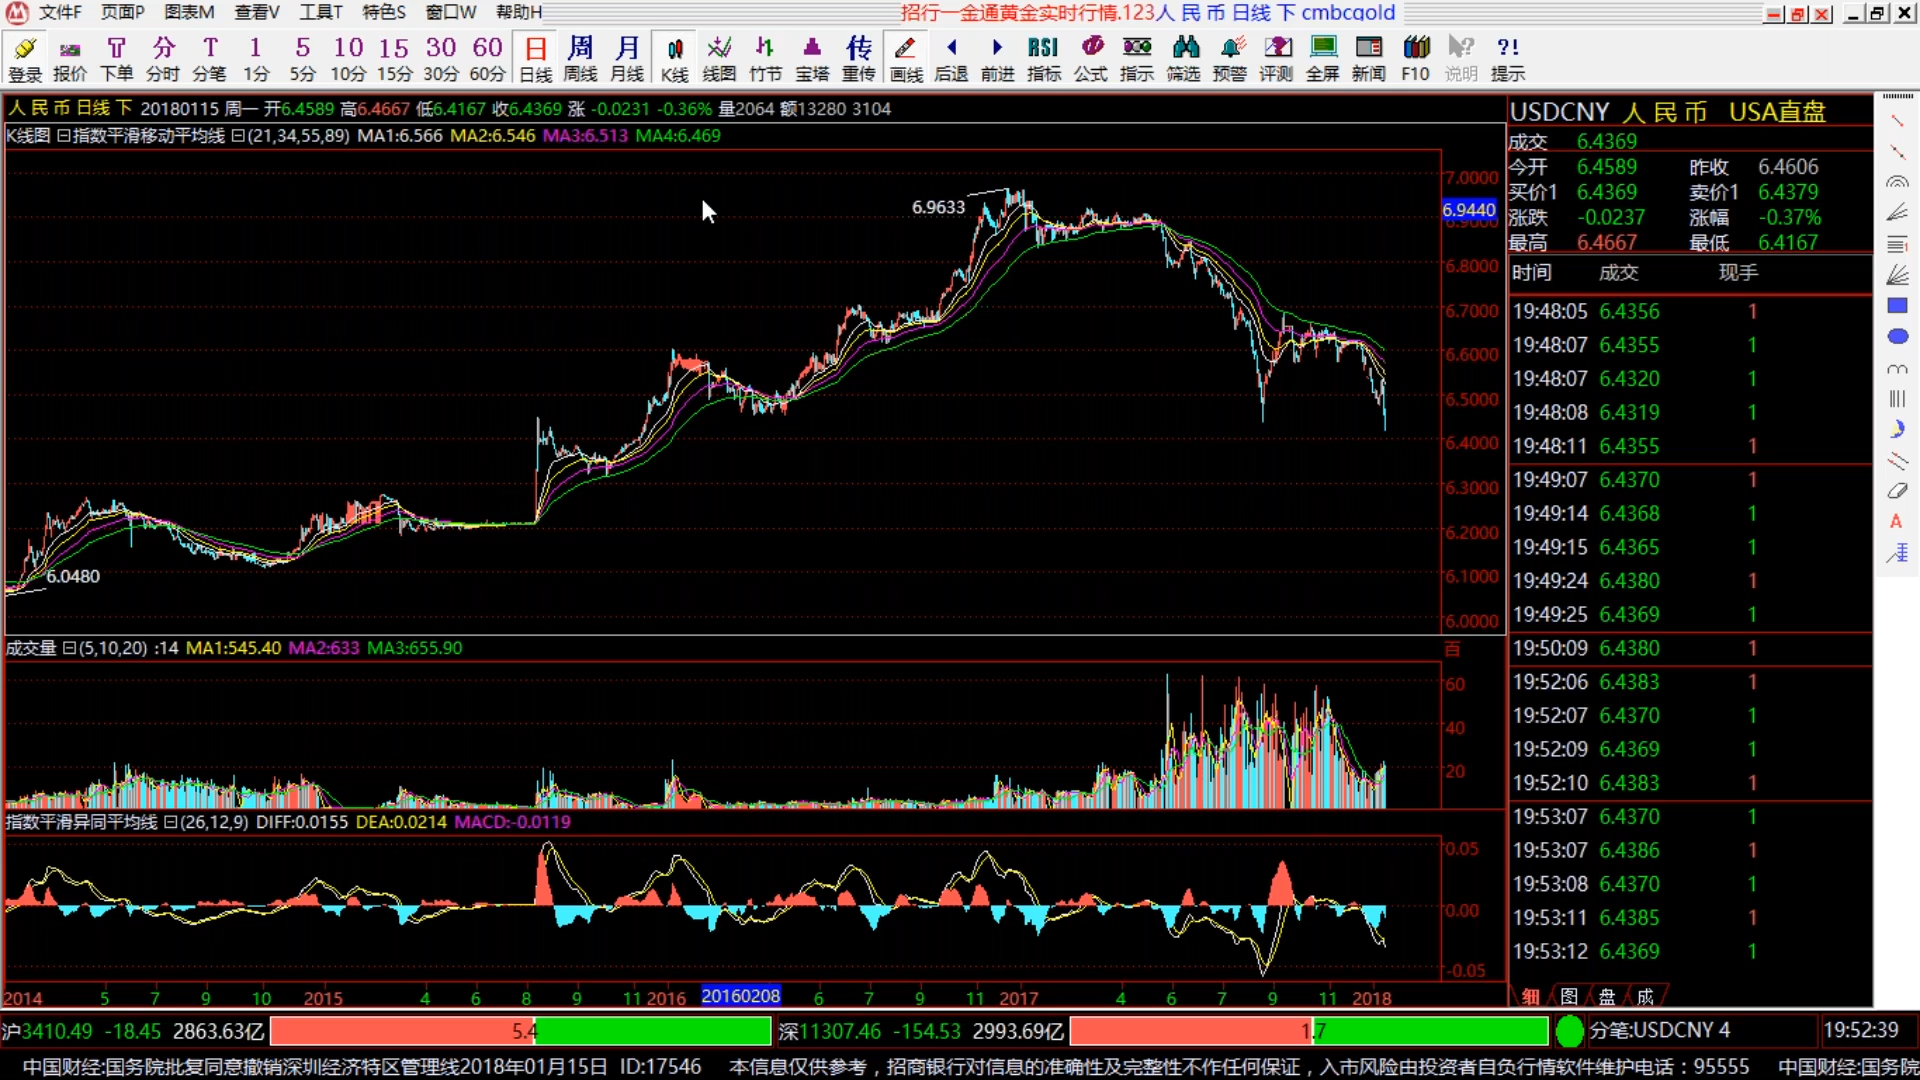 文件F 页面P 图表M 查看V 工具T 特色S 窗口W 帮助H 招行一金通黄金实时行情.123人 民 币 日线 下 cmbcgold
T 分 T 1 5 10 15 30 60 日 周 月 传 RSI ?!
登录 报价 下单 分时 分笔 1分 5分 10分 15分 30分 60分 日线 周线 月线 K线 线图 竹节 宝塔 重传 画线 后退 前进 指标 公式 指示 筛选 预警 评测 全屏 新闻 F10 说明 提示
人 民 币 日线 下 20180115 周一 开6.4589 高6.4667 低6.4167 收6.4369 涨 -0.0231 -0.36% 量2064 额13280 3104
K线图 日指数平滑移动平均线 日(21,34,55,89) MA1:6.566 MA2:6.546 MA3:6.513 MA4:6.469
7.0000
6.9633
6.9440
6.8000
6.7000
6.6000
6.5000
6.4000
6.3000
6.2000
6.1000
6.0480
6.0000
成交量 日(5,10,20) :14 MA1:545.40 MA2:633 MA3:655.90 百
60
40
20
指数平滑异同平均线 日(26,12,9) DIFF:0.0155 DEA:0.0214 MACD:-0.0119
0.05
0.00
-0.05
2014 5 7 9 10 2015 4 6 8 9 11 2016 20160208 6 7 9 11 2017 4 6 7 9 11 2018
USDCNY 人 民 币 USA直盘
成交 6.4369
今开 6.4589 昨收 6.4606
买价1 6.4369 卖价1 6.4379
涨跌 -0.0237 涨幅 -0.37%
最高 6.4667 最低 6.4167
时间 成交 现手
19:48:05 6.4356 1
19:48:07 6.4355 1
19:48:07 6.4320 1
19:48:08 6.4319 1
19:48:11 6.4355 1
19:49:07 6.4370 1
19:49:14 6.4368 1
19:49:15 6.4365 1
19:49:24 6.4380 1
19:49:25 6.4369 1
19:50:09 6.4380 1
19:52:06 6.4383 1
19:52:07 6.4370 1
19:52:09 6.4369 1
19:52:10 6.4383 1
19:53:07 6.4370 1
19:53:07 6.4386 1
19:53:08 6.4370 1
19:53:11 6.4385 1
19:53:12 6.4369 1
细 图 盘 成
A
沪3410.49 -18.45 2863.63亿 5.4 深11307.46 -154.53 2993.69亿 1.7 分笔:USDCNY 4 19:52:39
中国财经:国务院批复同意撤销深圳经济特区管理线2018年01月15日 ID:17546 本信息仅供参考，招商银行对信息的准确性及完整性不作任何保证，入市风险由投资者自负行情软件维护电话：95555 中国财经:国务院